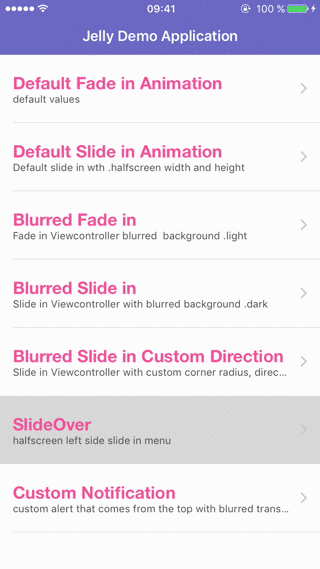 09:41
100 %
Jelly Demo Application
Default Fade in Animation
default values
Default Slide in Animation
Default slide in wth .halfscreen width and height
Blurred Fade in
Fade in Viewcontroller blurred  background .light
Blurred Slide in
Slide in Viewcontroller with blurred background .dark
Blurred Slide in Custom Direction
Slide in Viewcontroller with custom corner radius, direc...
SlideOver
halfscreen left side slide in menu
Custom Notification
custom alert that comes from the top with blurred trans...